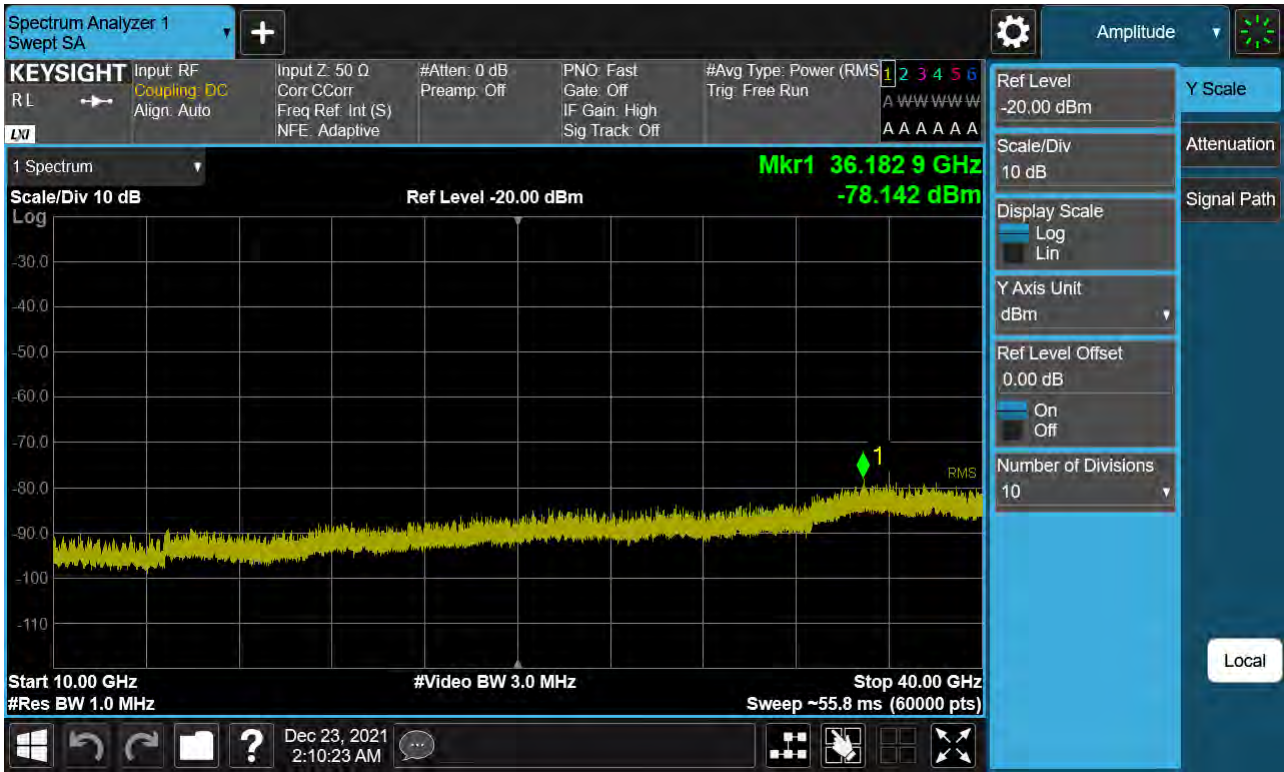 Spectrum Analyzer 1
Swept SA
+
Amplitude
KEYSIGHT
RL
LXI
Input: RF
Coupling: DC
Align: Auto
Input Z: 50 Ω
Corr CCorr
Freq Ref: Int (S)
NFE: Adaptive
#Atten: 0 dB
Preamp: Off
PNO: Fast
Gate: Off
IF Gain: High
Sig Track: Off
#Avg Type: Power (RMS
Trig: Free Run
1 2 3 4 5 6
A W W W W W
A A A A A A
1 Spectrum
Mkr1 36.182 9 GHz
-78.142 dBm
Scale/Div 10 dB
Ref Level -20.00 dBm
Log
-30.0
-40.0
-50.0
-60.0
-70.0
-80.0
-90.0
-100
-110
1
RMS
Start 10.00 GHz
#Video BW 3.0 MHz
Stop 40.00 GHz
#Res BW 1.0 MHz
Sweep ~55.8 ms (60000 pts)
Ref Level
-20.00 dBm
Scale/Div
10 dB
Display Scale
Log
Lin
Y Axis Unit
dBm
Ref Level Offset
0.00 dB
On
Off
Number of Divisions
10
Y Scale
Attenuation
Signal Path
Local
?
Dec 23, 2021
2:10:23 AM